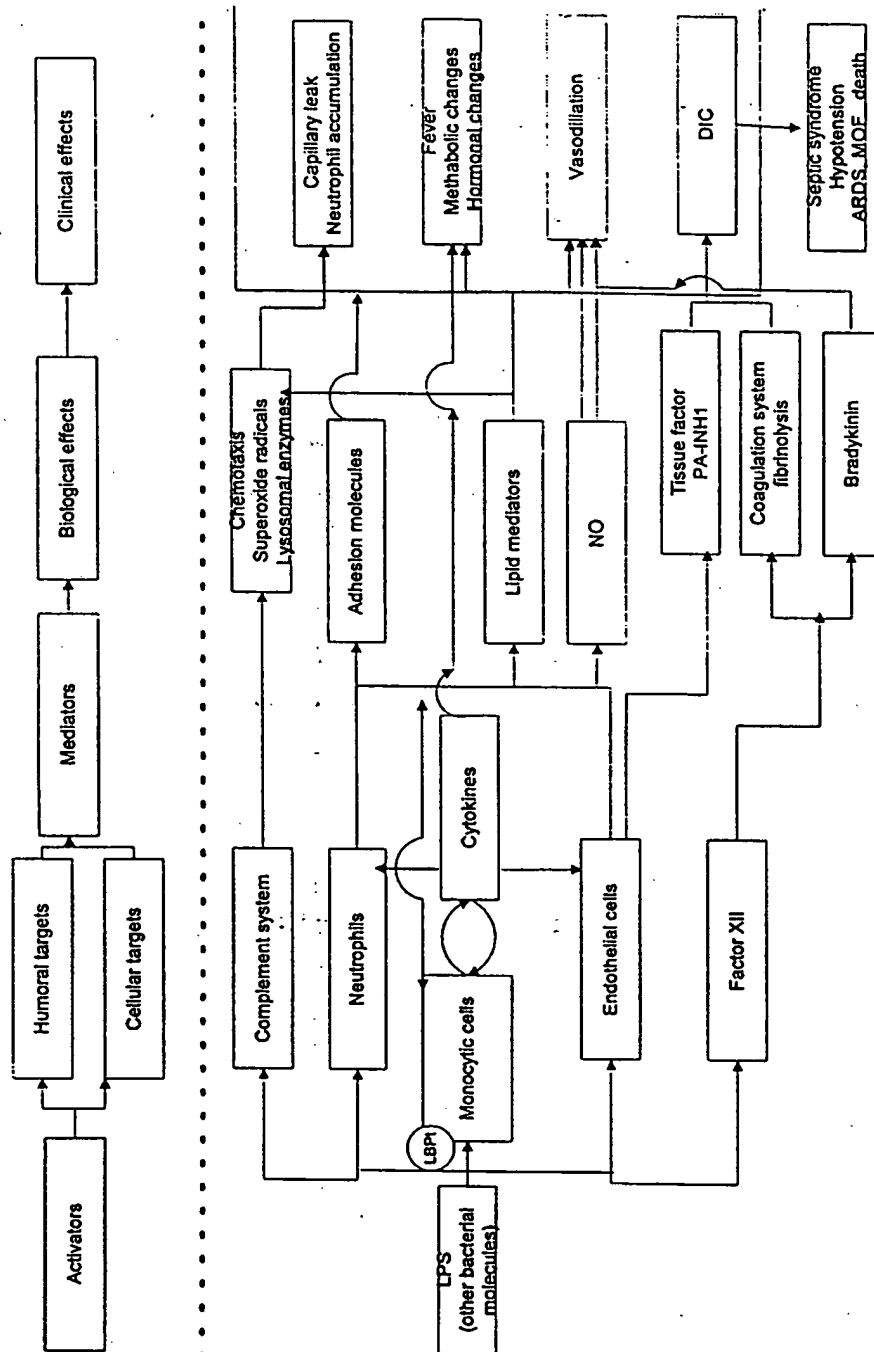 Activators
Humoral targets
Cellular targets
Mediators
Biological effects
Clinical effects
LPS
(other bacterial
molecules)
LBPt
Complement system
Neutrophils
Monocytic cells
Cytokines
Endothelial cells
Factor XII
Chemotaxis
Superoxide radicals
Lysosomal enzymes
Adhesion molecules
Lipid mediators
NO
Tissue factor
PA-INH1
Coagulation system
fibrinolysis
Bradykinin
Capillary leak
Neutrophil accumulation
Fever
Methabolic changes
Hormonal changes
Vasodiliation
DIC
Septic syndrome
Hypotension
ARDS, MOF, death